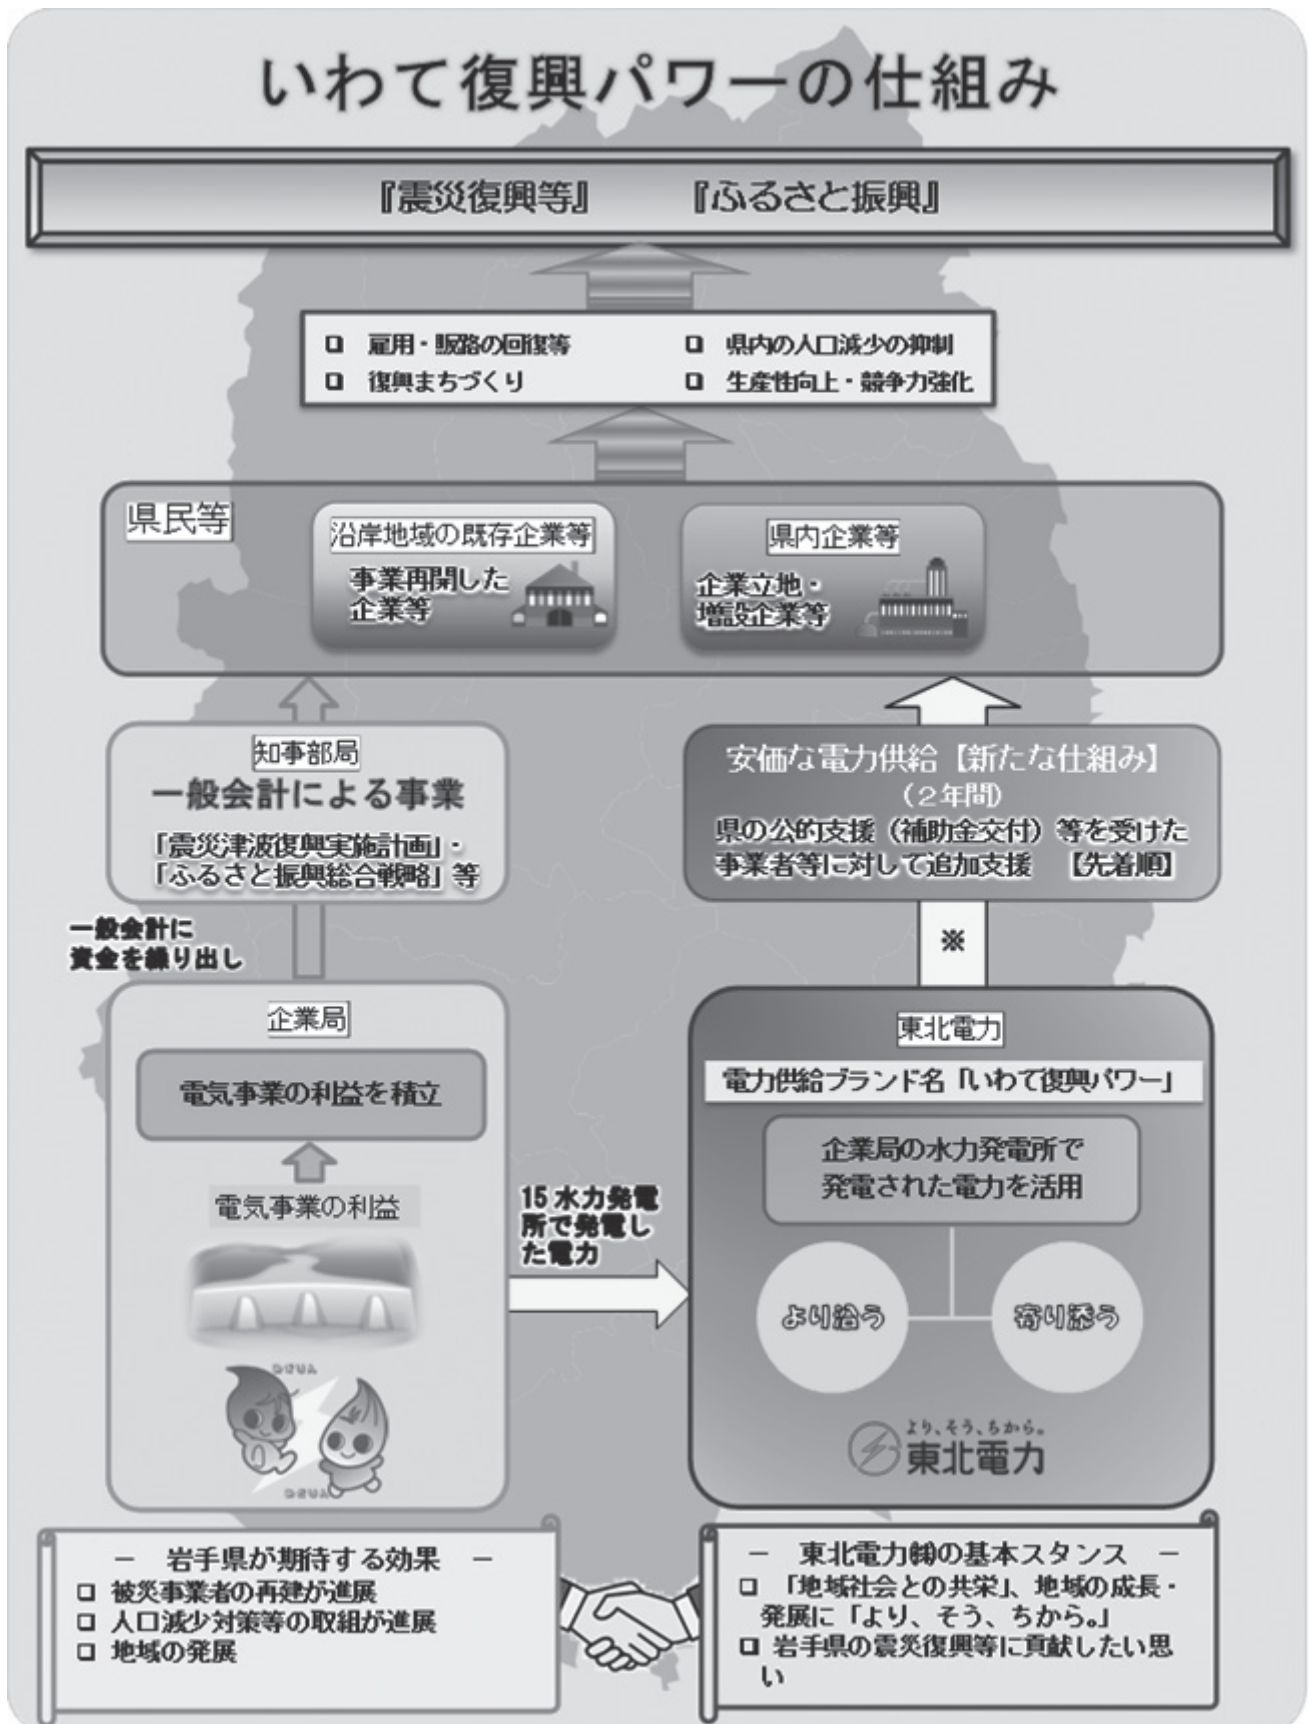 いわて復興パワーの仕組み
『震災復興等』 『ふるさと振興』
❑ 雇用・販路の回復等
❑ 復興まちづくり
❑ 県内の人口減少の抑制
❑ 生産性向上・競争力強化
県民等
沿岸地域の既存企業等
事業再開した
企業等
県内企業等
企業立地・
増設企業等
知事部局
一般会計による事業
「震災津波復興実施計画」・
「ふるさと振興総合戦略」等
安価な電力供給【新たな仕組み】
（２年間）
県の公的支援（補助金交付）等を受けた
事業者等に対して追加支援 【先着順】
一般会計に
資金を繰り出し
※
企業局
電気事業の利益を積立
電気事業の利益
15 水力発電
所で発電し
た電力
東北電力
電力供給ブランド名「いわて復興パワー」
企業局の水力発電所で
発電された電力を活用
より沿う
寄り添う
より、そう、ちから。
東北電力
－ 岩手県が期待する効果 －
❑ 被災事業者の再建が進展
❑ 人口減少対策等の取組が進展
❑ 地域の発展
－ 東北電力㈱の基本スタンス －
❑ 「地域社会との共栄」、地域の成長・
発展に「より、そう、ちから。」
❑ 岩手県の震災復興等に貢献したい思
い